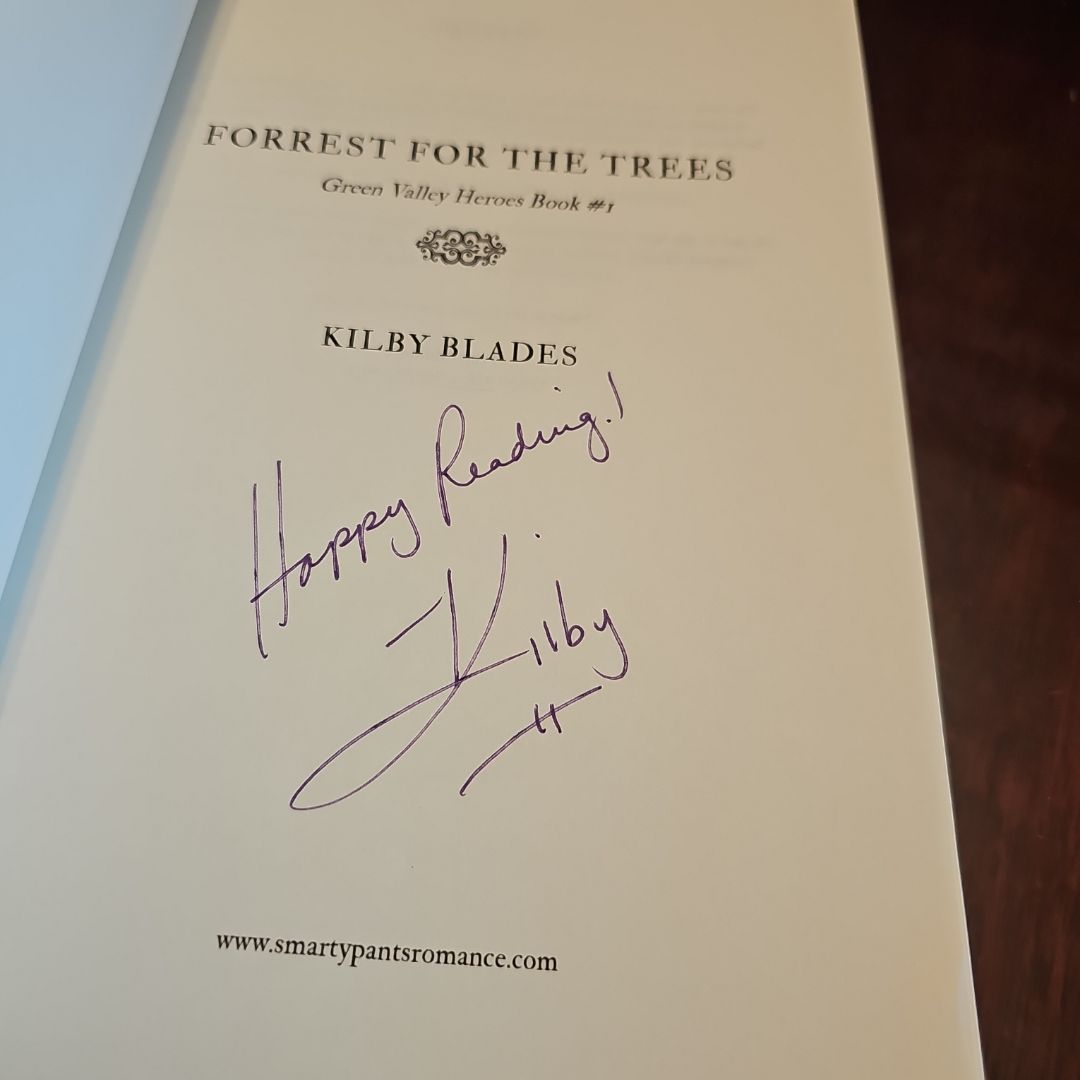 FORREST FOR THE TREES
Green Valley Heroes Book #1
KILBY BLADES
Happy Reading!
Kilby
www.smartypantsromance.com